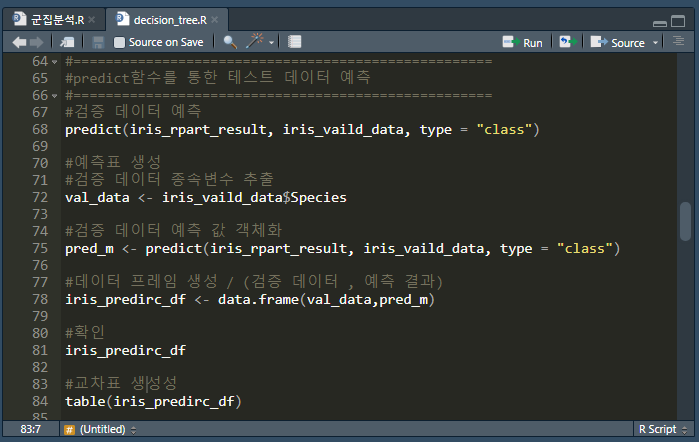 군집분석.R
decision_tree.R
Source on Save
Run
Source
64 #==================================================
65 #predict함수를 통한 테스트 데이터 예측
66 #==================================================
67 #검증 데이터 예측
68 predict(iris_rpart_result, iris_vaild_data, type = "class")
69
70 #예측표 생성
71 #검증 데이터 종속변수 추출
72 val_data <- iris_vaild_data$Species
73
74 #검증 데이터 예측 값 객체화
75 pred_m <- predict(iris_rpart_result, iris_vaild_data, type = "class")
76
77 #데이터 프레임 생성 / (검증 데이터 , 예측 결과)
78 iris_predirc_df <- data.frame(val_data,pred_m)
79
80 #확인
81 iris_predirc_df
82
83 #교차표 생성성
84 table(iris_predirc_df)
85
83:7 # (Untitled) R Script